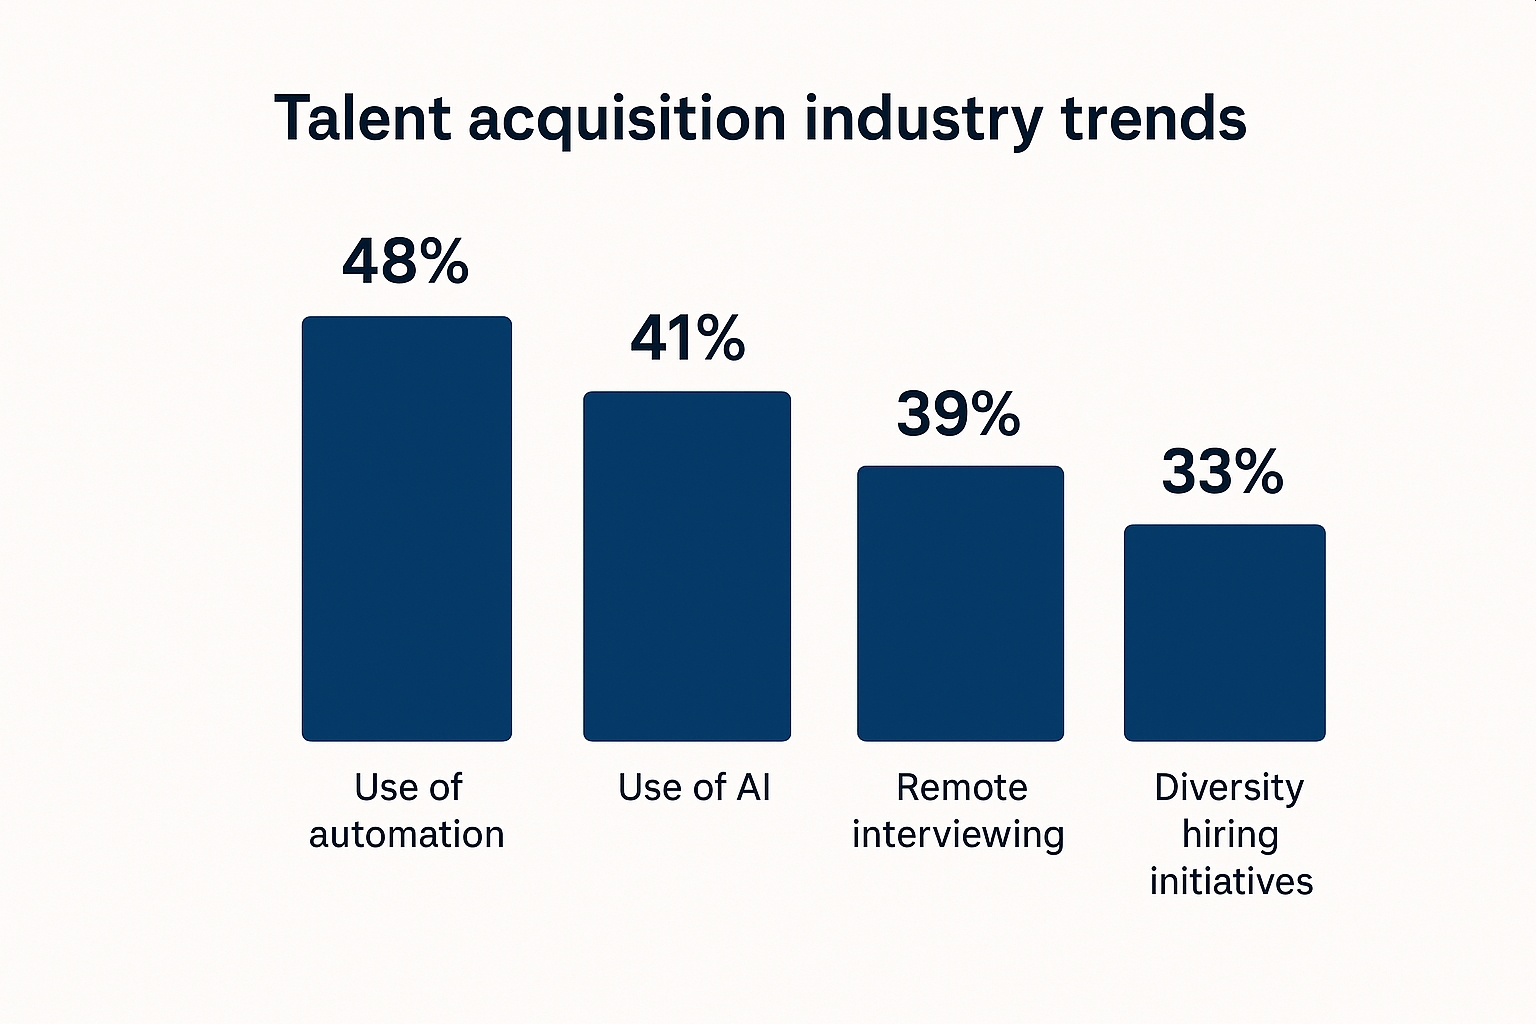 Talent acquisition industry trends
48%
41%
39%
33%
Use of
automation
Use of AI
Remote
interviewing
Diversity
hiring
initiatives